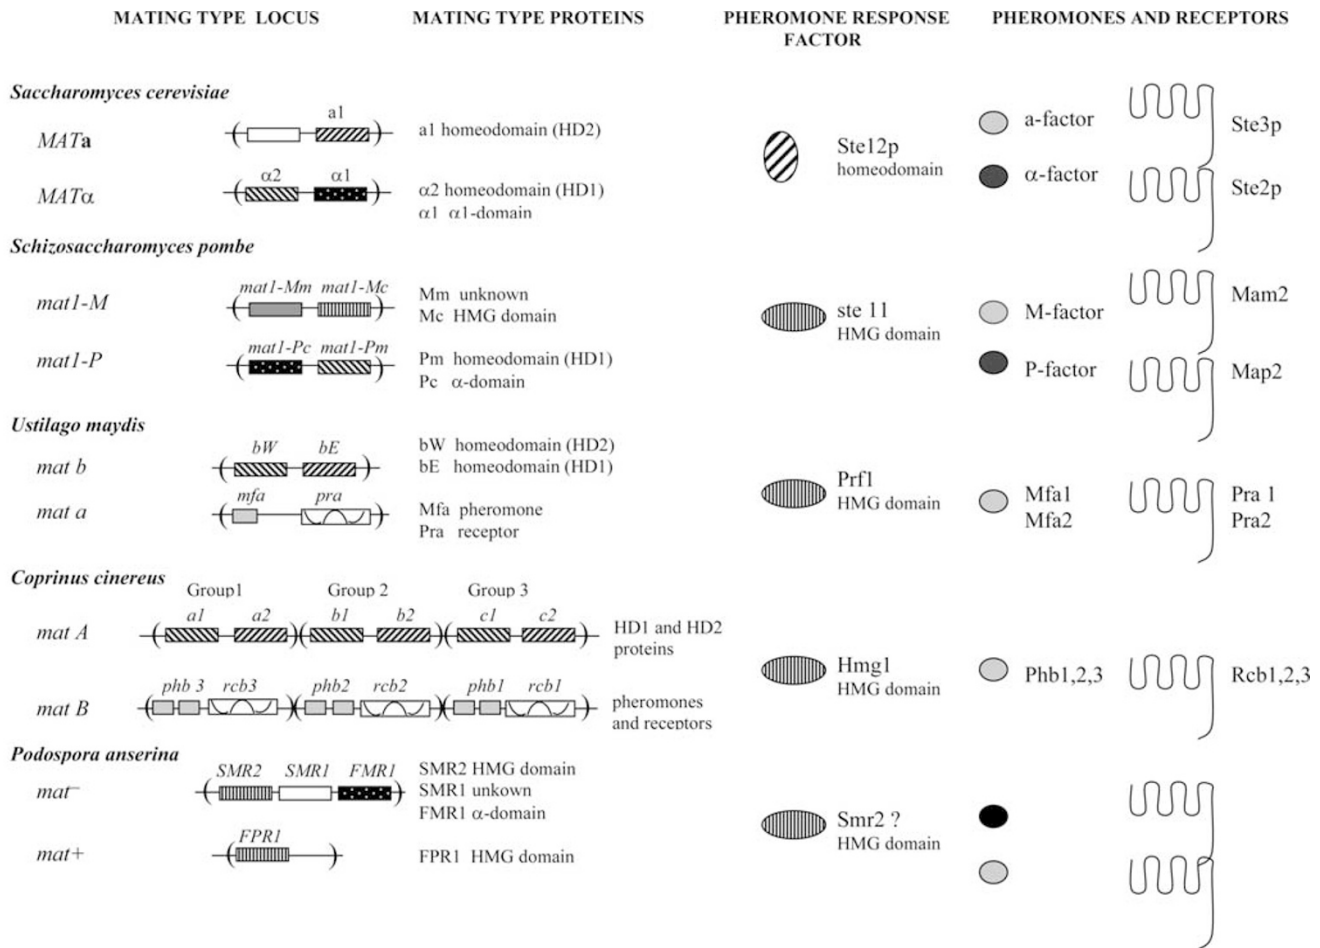 MATING TYPE LOCUS
MATING TYPE PROTEINS
PHEROMONE RESPONSE
FACTOR
PHEROMONES AND RECEPTORS
Saccharomyces cerevisiae
MATa
a1
a1 homeodomain (HD2)
MATα
α2 α1
α2 homeodomain (HD1)
α1 α1-domain
Ste12p
homeodomain
a-factor
Ste3p
α-factor
Ste2p
Schizosaccharomyces pombe
mat1-M
mat1-Mm mat1-Mc
Mm unknown
Mc HMG domain
mat1-P
mat1-Pc mat1-Pm
Pm homeodomain (HD1)
Pc α-domain
ste 11
HMG domain
M-factor
Mam2
P-factor
Map2
Ustilago maydis
mat b
bW bE
bW homeodomain (HD2)
bE homeodomain (HD1)
mat a
mfa pra
Mfa pheromone
Pra receptor
Prf1
HMG domain
Mfa1
Mfa2
Pra 1
Pra2
Coprinus cinereus
Group1 Group 2 Group 3
mat A
a1 a2 b1 b2 c1 c2
HD1 and HD2
proteins
mat B
phb 3 rcb3 phb2 rcb2 phb1 rcb1
pheromones
and receptors
Hmg1
HMG domain
Phb1,2,3
Rcb1,2,3
Podospora anserina
mat−
SMR2 SMR1 FMR1
SMR2 HMG domain
SMR1 unkown
FMR1 α-domain
mat+
FPR1
FPR1 HMG domain
Smr2 ?
HMG domain